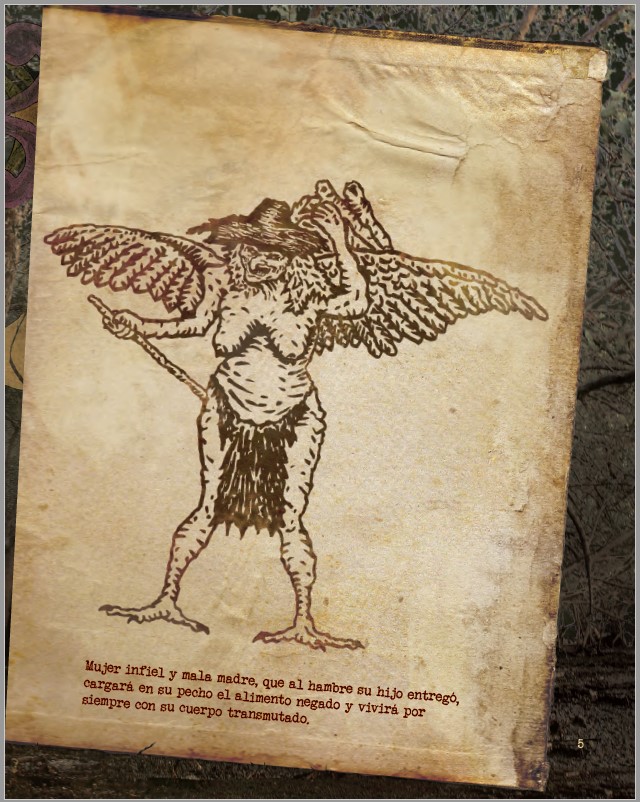 Mujer infiel y mala madre, que al hambre su hijo entregó,
cargará en su pecho el alimento negado y vivirá por
siempre con su cuerpo transmutado.
5